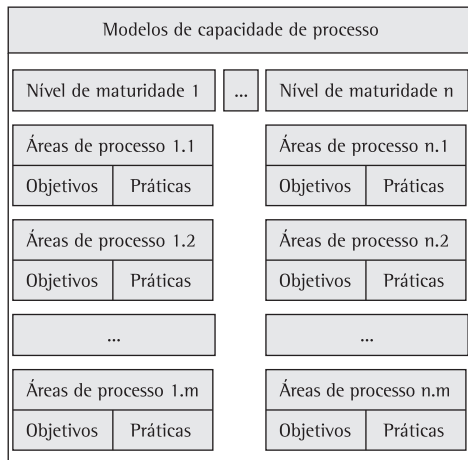 Modelos de capacidade de processo
Nível de maturidade 1 ... Nível de maturidade n
Áreas de processo 1.1 Áreas de processo n.1
Objetivos Práticas Objetivos Práticas
Áreas de processo 1.2 Áreas de processo n.2
Objetivos Práticas Objetivos Práticas
... ...
Áreas de processo 1.m Áreas de processo n.m
Objetivos Práticas Objetivos Práticas